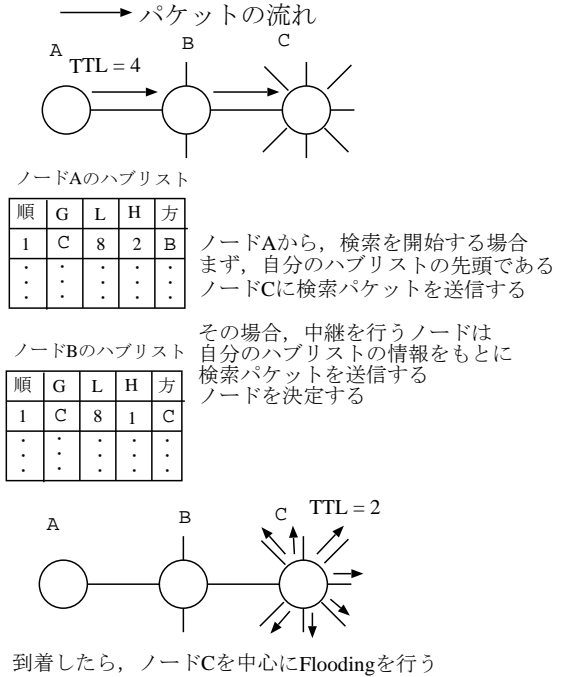 パケットの流れ
A
B
C
TTL = 4
ノードAのハブリスト
順 G L H 方
1 C 8 2 B
: : : : :
ノードAから，検索を開始する場合
まず，自分のハブリストの先頭である
ノードCに検索パケットを送信する
その場合，中継を行うノードは
自分のハブリストの情報をもとに
検索パケットを送信する
ノードを決定する
ノードBのハブリスト
順 G L H 方
1 C 8 1 C
: : : : :
A
B
C
TTL = 2
到着したら，ノードCを中心にFloodingを行う